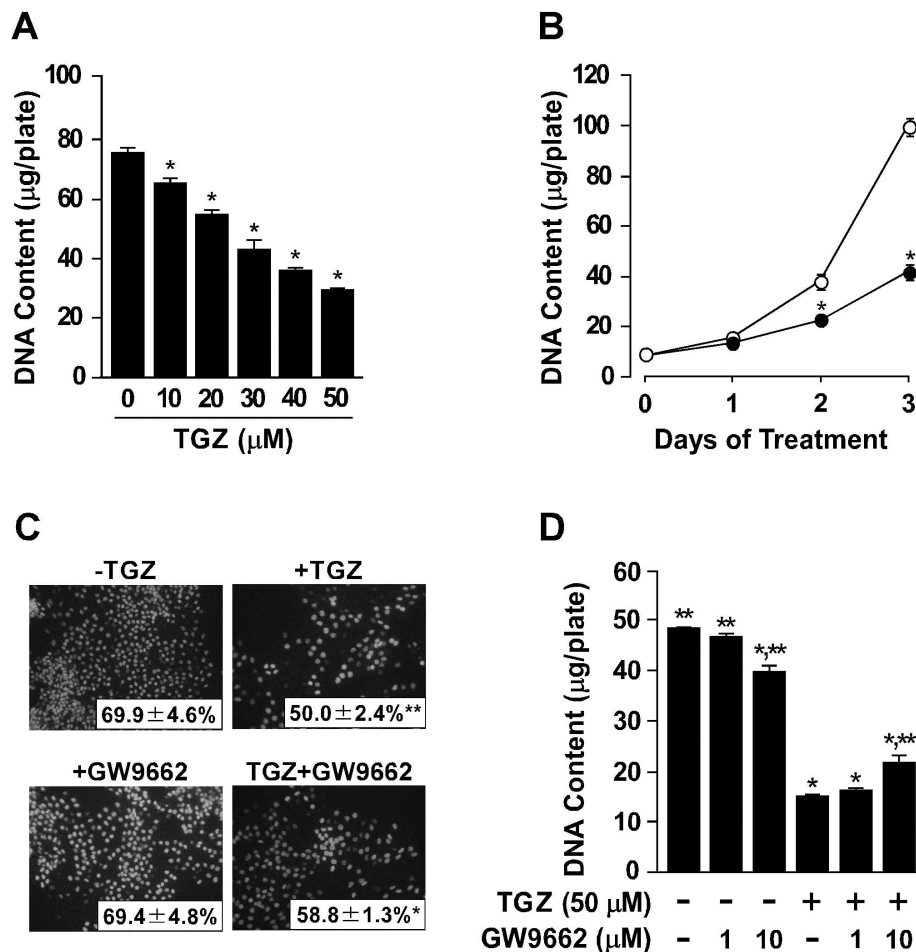 A
DNA Content (μg/plate)
100
80
60
40
20
0
*
*
*
*
*
0 10 20 30 40 50
TGZ (μM)
B
DNA Content (μg/plate)
120
100
80
60
40
20
0
*
*
0 1 2 3
Days of Treatment
C
-TGZ
+TGZ
69.9±4.6%
50.0±2.4%**
+GW9662
TGZ+GW9662
69.4±4.8%
58.8±1.3%*
D
DNA Content (μg/plate)
60
50
40
30
20
10
0
**
**
*,**
*
*
*,**
TGZ (50 μM) – – – + + +
GW9662 (μM) – 1 10 – 1 10